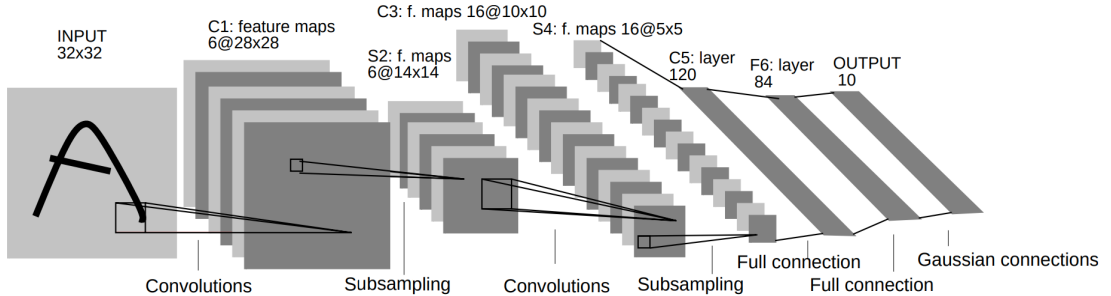 INPUT
32x32
C1: feature maps
6@28x28
S2: f. maps
6@14x14
C3: f. maps 16@10x10
S4: f. maps 16@5x5
C5: layer
120
F6: layer
84
OUTPUT
10
Convolutions
Subsampling
Convolutions
Subsampling
Full connection
Full connection
Gaussian connections